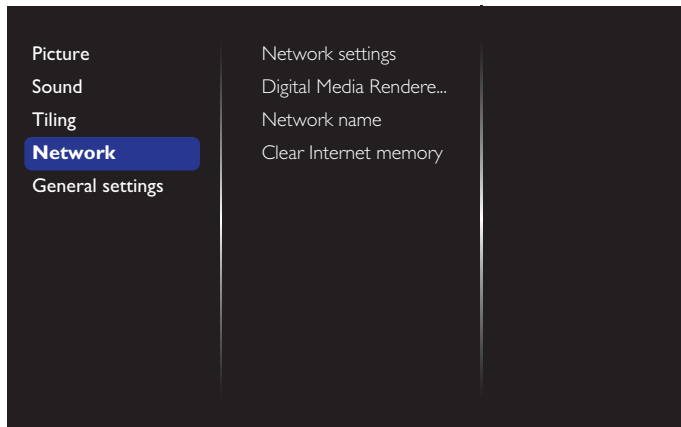 Picture
Sound
Tiling
Network
General settings
Network settings
Digital Media Rendere...
Network name
Clear Internet memory